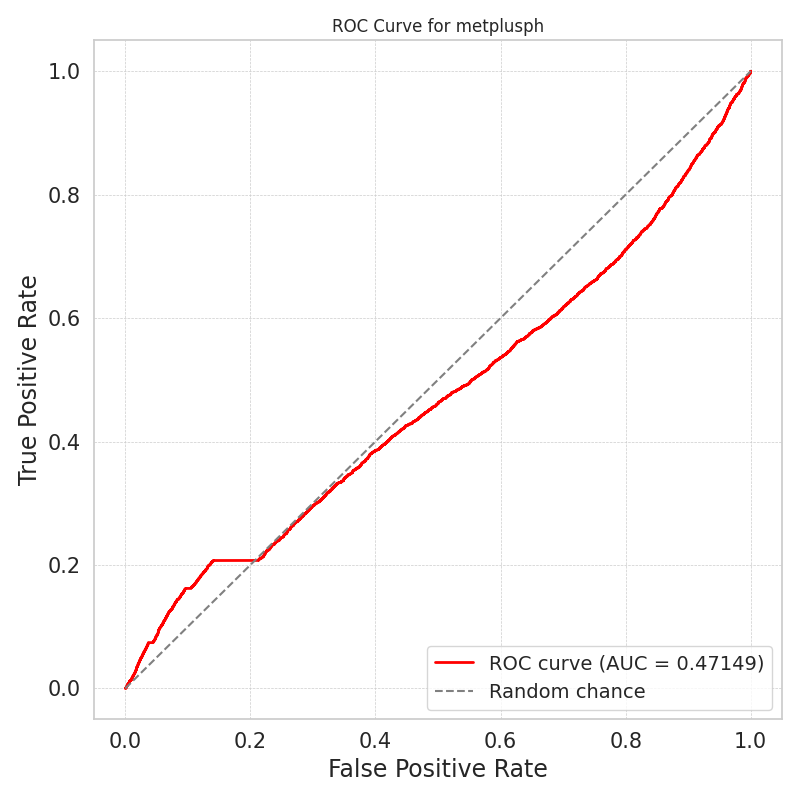 ROC Curve for metplusph
1.0
0.8
0.6
0.4
0.2
0.0
True Positive Rate
ROC curve (AUC = 0.47149)
Random chance
0.0 0.2 0.4 0.6 0.8 1.0
False Positive Rate